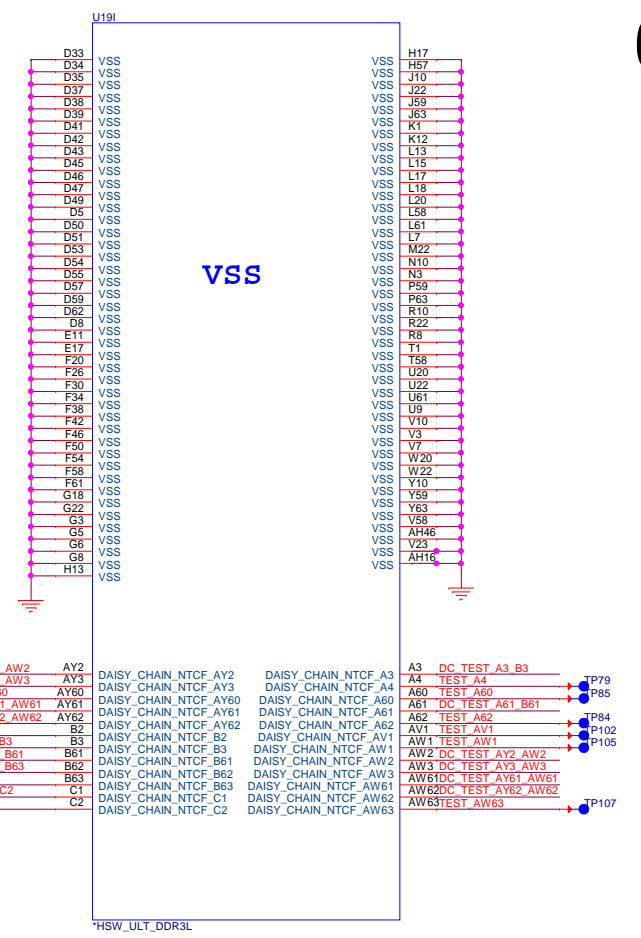 U19I
D33 VSS VSS H17
D34 VSS VSS H57
D35 VSS VSS J10
D37 VSS VSS J22
D38 VSS VSS J59
D39 VSS VSS J63
D41 VSS VSS K1
D42 VSS VSS K12
D43 VSS VSS L13
D45 VSS VSS L15
D46 VSS VSS L17
D47 VSS VSS L18
D49 VSS VSS L20
D5 VSS VSS L58
D50 VSS VSS L61
D51 VSS VSS L7
D53 VSS VSS M22
D54 VSS VSS N10
D55 VSS VSS N3
D57 VSS VSS P59
D59 VSS VSS P63
D62 VSS VSS R10
D8 VSS VSS R22
E11 VSS VSS R8
E17 VSS VSS T1
F20 VSS VSS T58
F26 VSS VSS U20
F30 VSS VSS U22
F34 VSS VSS U61
F38 VSS VSS U9
F42 VSS VSS V10
F46 VSS VSS V3
F50 VSS VSS V7
F54 VSS VSS W20
F58 VSS VSS W22
F61 VSS VSS Y10
G18 VSS VSS Y59
G22 VSS VSS Y63
G3 VSS VSS V58
G5 VSS VSS AH46
G6 VSS VSS V23
G8 VSS VSS AH16
H13 VSS
VSS
_AW2 AY2 DAISY_CHAIN_NTCF_AY2 DAISY_CHAIN_NTCF_A3 A3 DC_TEST_A3_B3
_AW3 AY3 DAISY_CHAIN_NTCF_AY3 DAISY_CHAIN_NTCF_A4 A4 TEST_A4 TP79
60 AY60 DAISY_CHAIN_NTCF_AY60 DAISY_CHAIN_NTCF_A60 A60 TEST_A60 TP85
1_AW61 AY61 DAISY_CHAIN_NTCF_AY61 DAISY_CHAIN_NTCF_A61 A61 DC_TEST_A61_B61
2_AW62 AY62 DAISY_CHAIN_NTCF_AY62 DAISY_CHAIN_NTCF_A62 A62 TEST_A62 TP84
B2 DAISY_CHAIN_NTCF_B2 DAISY_CHAIN_NTCF_AV1 AV1 TEST_AV1 TP102
B3 B3 DAISY_CHAIN_NTCF_B3 DAISY_CHAIN_NTCF_AW1 AW1 TEST_AW1 TP105
_B61 B61 DAISY_CHAIN_NTCF_B61 DAISY_CHAIN_NTCF_AW2 AW2 DC_TEST_AY2_AW2
_B63 B62 DAISY_CHAIN_NTCF_B62 DAISY_CHAIN_NTCF_AW3 AW3 DC_TEST_AY3_AW3
B63 DAISY_CHAIN_NTCF_B63 DAISY_CHAIN_NTCF_AW61 AW61 DC_TEST_AY61_AW61
C2 C1 DAISY_CHAIN_NTCF_C1 DAISY_CHAIN_NTCF_AW62 AW62 DC_TEST_AY62_AW62
C2 DAISY_CHAIN_NTCF_C2 DAISY_CHAIN_NTCF_AW63 AW63 TEST_AW63 TP107
*HSW_ULT_DDR3L